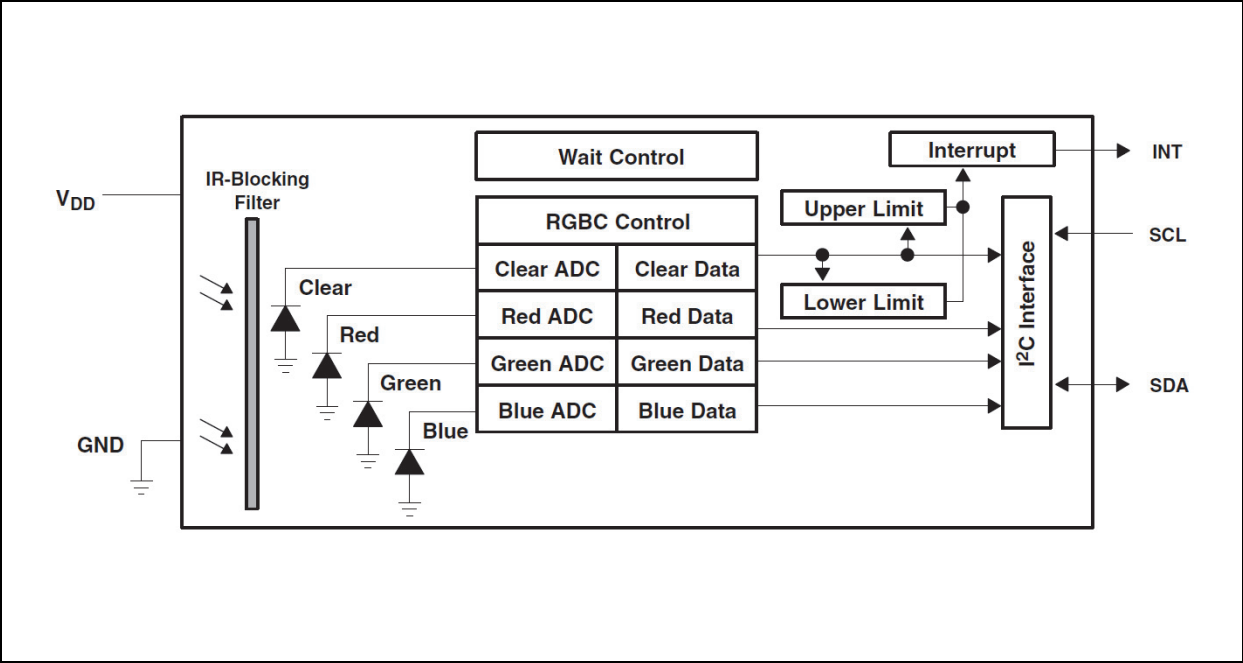 Wait Control
Interrupt
INT
IR-Blocking
Filter
V_DD
RGBC Control
Upper Limit
SCL
Clear ADC
Clear Data
Clear
Lower Limit
Red ADC
Red Data
Red
I²C Interface
Green ADC
Green Data
Green
SDA
Blue ADC
Blue Data
Blue
GND